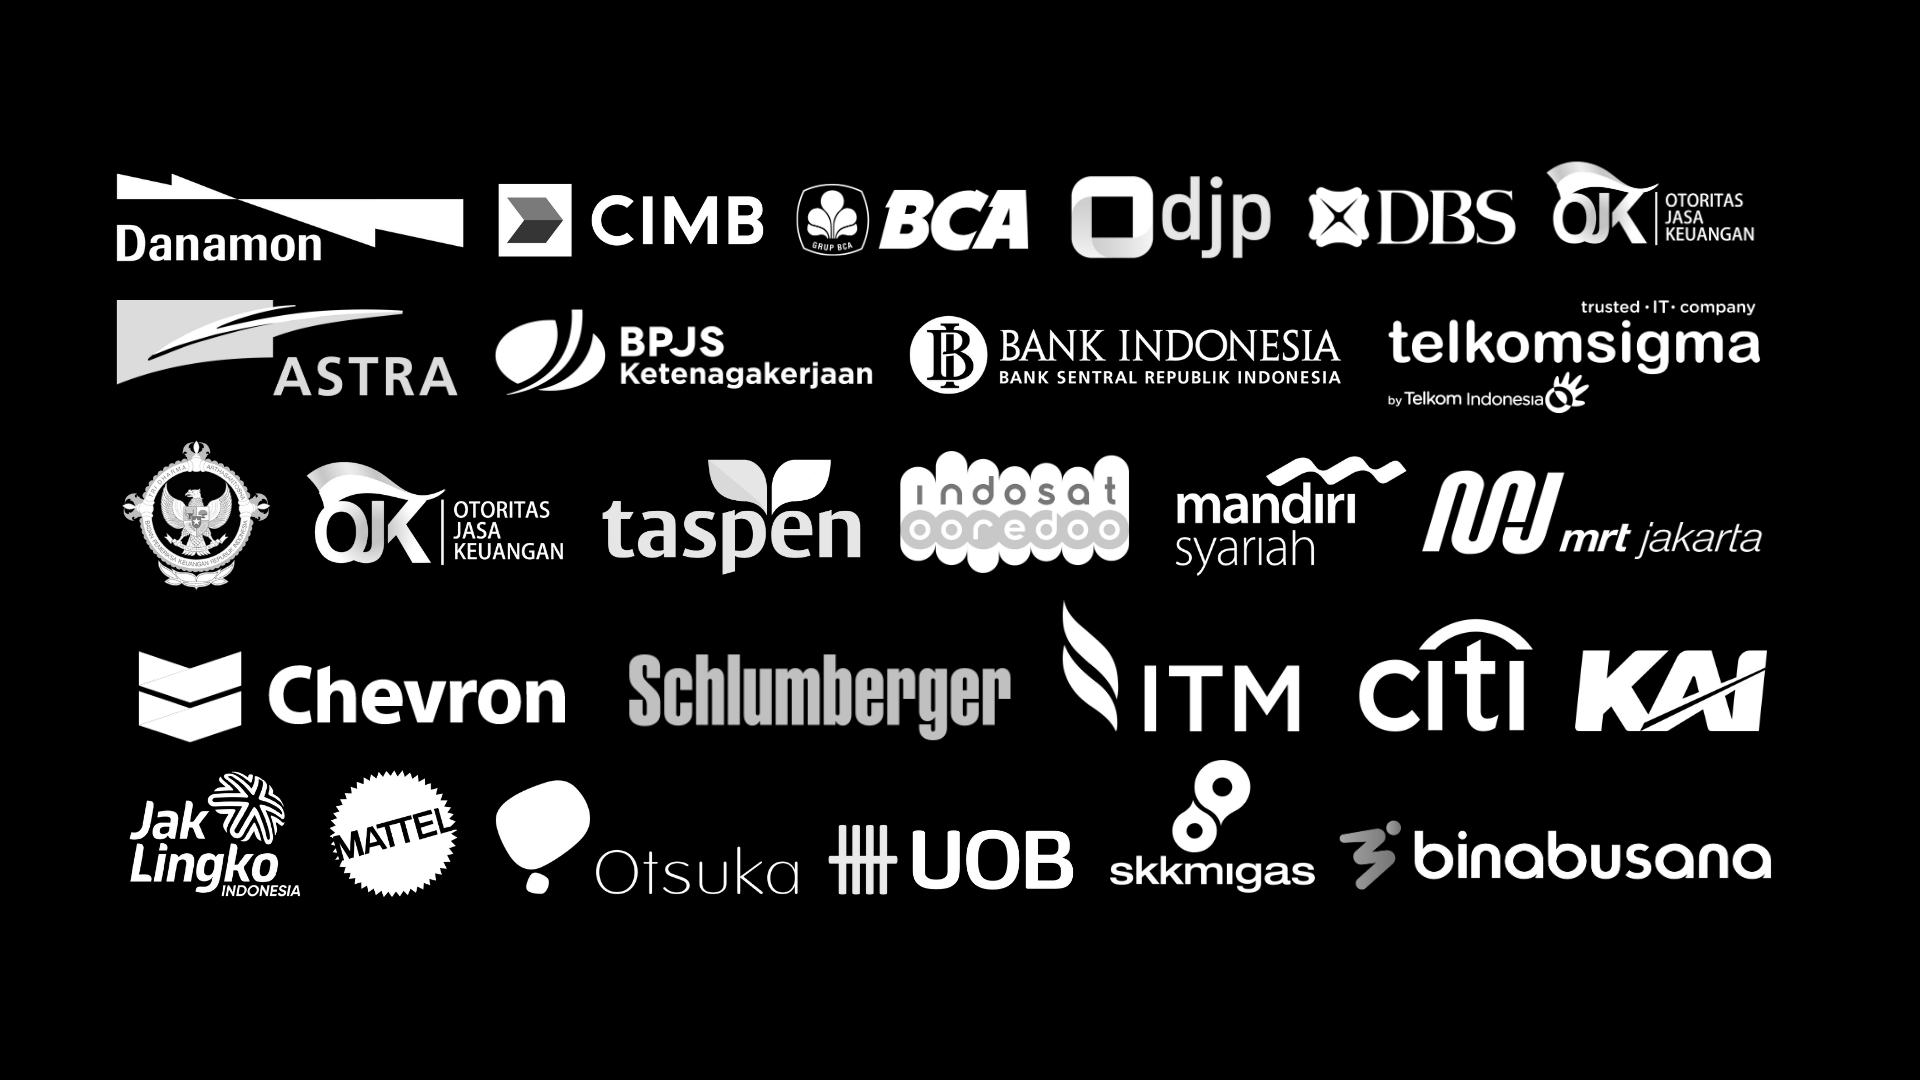 Danamon
CIMB
GRUP BCA
BCA
djp
DBS
OJK
OTORITAS
JASA
KEUANGAN
ASTRA
BPJS
Ketenagakerjaan
BANK INDONESIA
BANK SENTRAL REPUBLIK INDONESIA
trusted · IT · company
telkomsigma
by Telkom Indonesia
OJK
OTORITAS
JASA
KEUANGAN
taspen
indosat
ooredoo
mandiri
syariah
mrt jakarta
Chevron
Schlumberger
ITM
citi
KAI
Jak
Lingko
INDONESIA
MATTEL
Otsuka
UOB
skkmigas
binabusana